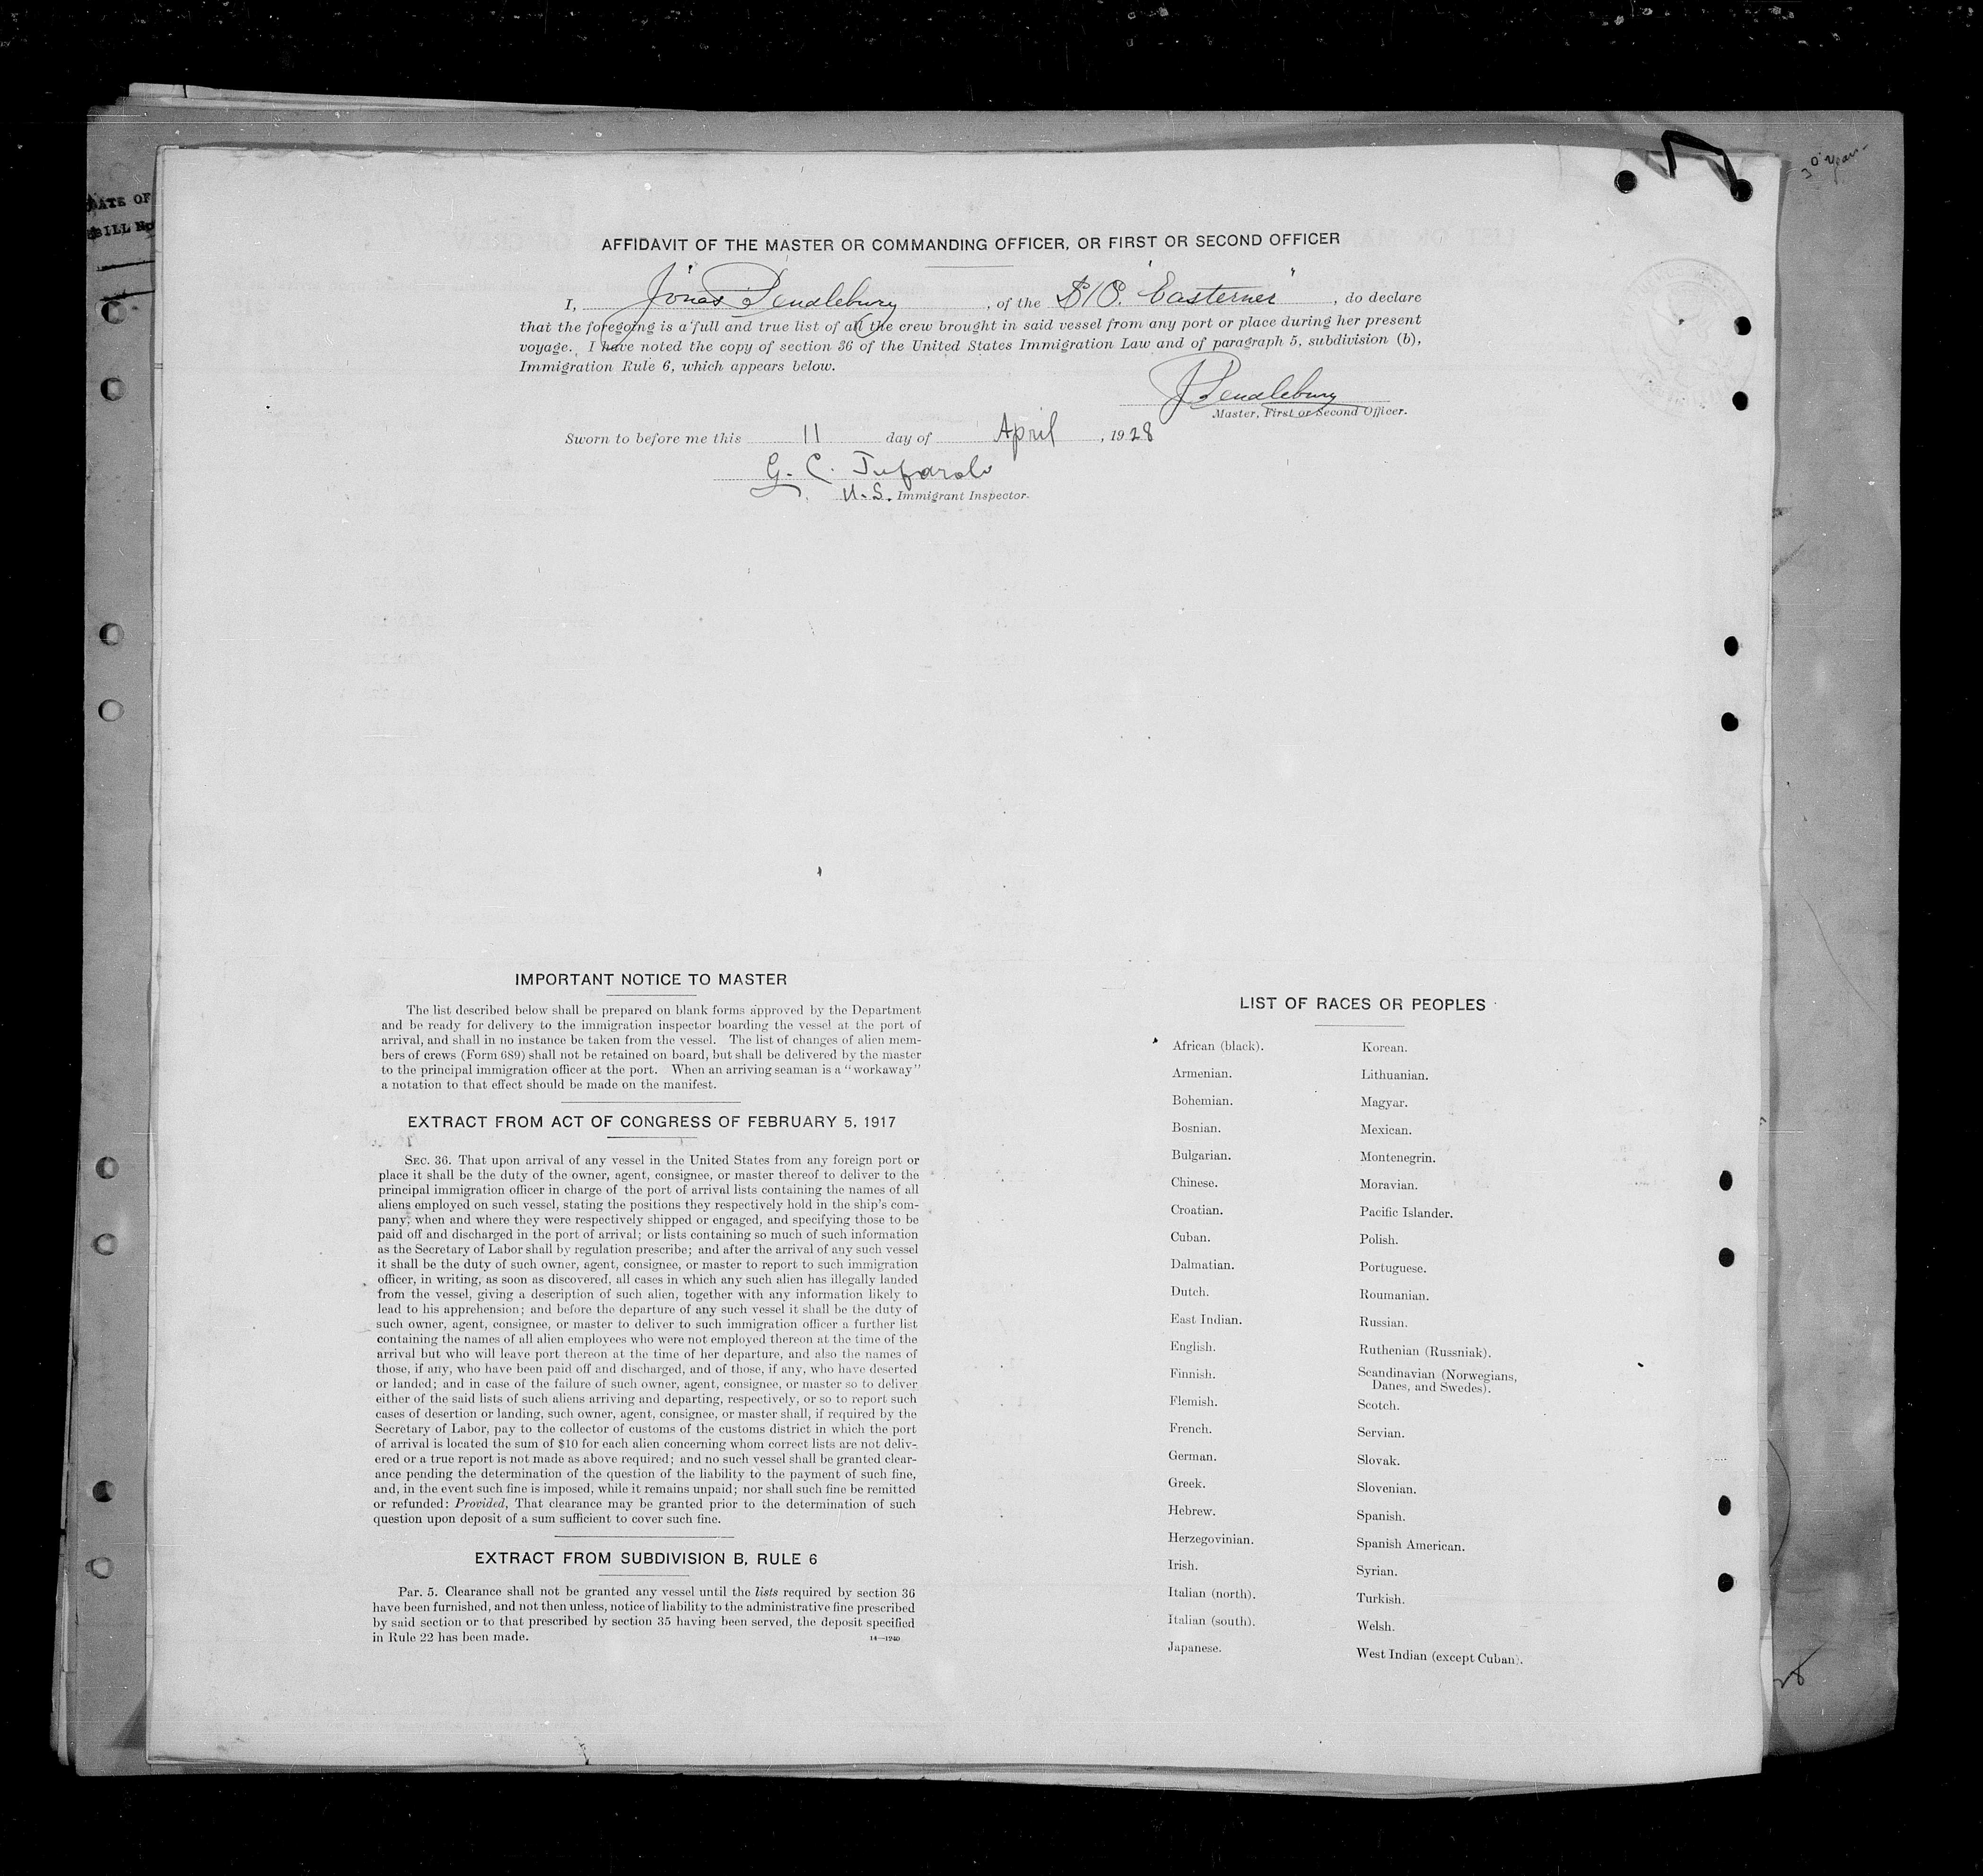 DATE OF
BILL No
30 Year-
AFFIDAVIT OF THE MASTER OR COMMANDING OFFICER, OR FIRST OR SECOND OFFICER
I, Jonas Pendlebury, of the "Easterner", do declare
that the foregoing is a full and true list of all the crew brought in said vessel from any port or place during her present
voyage. I have noted the copy of section 36 of the United States Immigration Law and of paragraph 5, subdivision (b),
Immigration Rule 6, which appears below.
J Pendlebury
Master, First or Second Officer.
Sworn to before me this 11 day of April, 1928
G. C.
U. S. Immigrant Inspector.
IMPORTANT NOTICE TO MASTER
The list described below shall be prepared on blank forms approved by the Department
and be ready for delivery to the immigration inspector boarding the vessel at the port of
arrival, and shall in no instance be taken from the vessel. The list of changes of alien mem-
bers of crews (Form 689) shall not be retained on board, but shall be delivered by the master
to the principal immigration officer at the port. When an arriving seaman is a "workaway"
a notation to that effect should be made on the manifest.
EXTRACT FROM ACT OF CONGRESS OF FEBRUARY 5, 1917
SEC. 36. That upon arrival of any vessel in the United States from any foreign port or
place it shall be the duty of the owner, agent, consignee, or master thereof to deliver to the
principal immigration officer in charge of the port of arrival lists containing the names of all
aliens employed on such vessel, stating the positions they respectively hold in the ship's com-
pany, when and where they were respectively shipped or engaged, and specifying those to be
paid off and discharged in the port of arrival; or lists containing so much of such information
as the Secretary of Labor shall by regulation prescribe; and after the arrival of any such vessel
it shall be the duty of such owner, agent, consignee, or master to report to such immigration
officer, in writing, as soon as discovered, all cases in which any such alien has illegally landed
from the vessel, giving a description of such alien, together with any information likely to
lead to his apprehension; and before the departure of any such vessel it shall be the duty of
such owner, agent, consignee, or master to deliver to such immigration officer a further list
containing the names of all alien employees who were not employed thereon at the time of the
arrival but who will leave port thereon at the time of her departure, and also the names of
those, if any, who have been paid off and discharged, and of those, if any, who have deserted
or landed; and in case of the failure of such owner, agent, consignee, or master so to deliver
either of the said lists of such aliens arriving and departing, respectively, or so to report such
cases of desertion or landing, such owner, agent, consignee, or master shall, if required by the
Secretary of Labor, pay to the collector of customs of the customs district in which the port
of arrival is located the sum of $10 for each alien concerning whom correct lists are not deliv-
ered or a true report is not made as above required; and no such vessel shall be granted clear-
ance pending the determination of the question of the liability to the payment of such fine,
and, in the event such fine is imposed, while it remains unpaid; nor shall such fine be remitted
or refunded: Provided, That clearance may be granted prior to the determination of such
question upon deposit of a sum sufficient to cover such fine.
EXTRACT FROM SUBDIVISION B, RULE 6
Par. 5. Clearance shall not be granted any vessel until the lists required by section 36
have been furnished, and not then unless, notice of liability to the administrative fine prescribed
by said section or to that prescribed by section 35 having been served, the deposit specified
in Rule 22 has been made.
14—1240
LIST OF RACES OR PEOPLES
African (black).
Armenian.
Bohemian.
Bosnian.
Bulgarian.
Chinese.
Croatian.
Cuban.
Dalmatian.
Dutch.
East Indian.
English.
Finnish.
Flemish.
French.
German.
Greek.
Hebrew.
Herzegovinian.
Irish.
Italian (north).
Italian (south).
Japanese.
Korean.
Lithuanian.
Magyar.
Mexican.
Montenegrin.
Moravian.
Pacific Islander.
Polish.
Portuguese.
Roumanian.
Russian.
Ruthenian (Russniak).
Scandinavian (Norwegians,
Danes, and Swedes).
Scotch.
Servian.
Slovak.
Slovenian.
Spanish.
Spanish American.
Syrian.
Turkish.
Welsh.
West Indian (except Cuban).